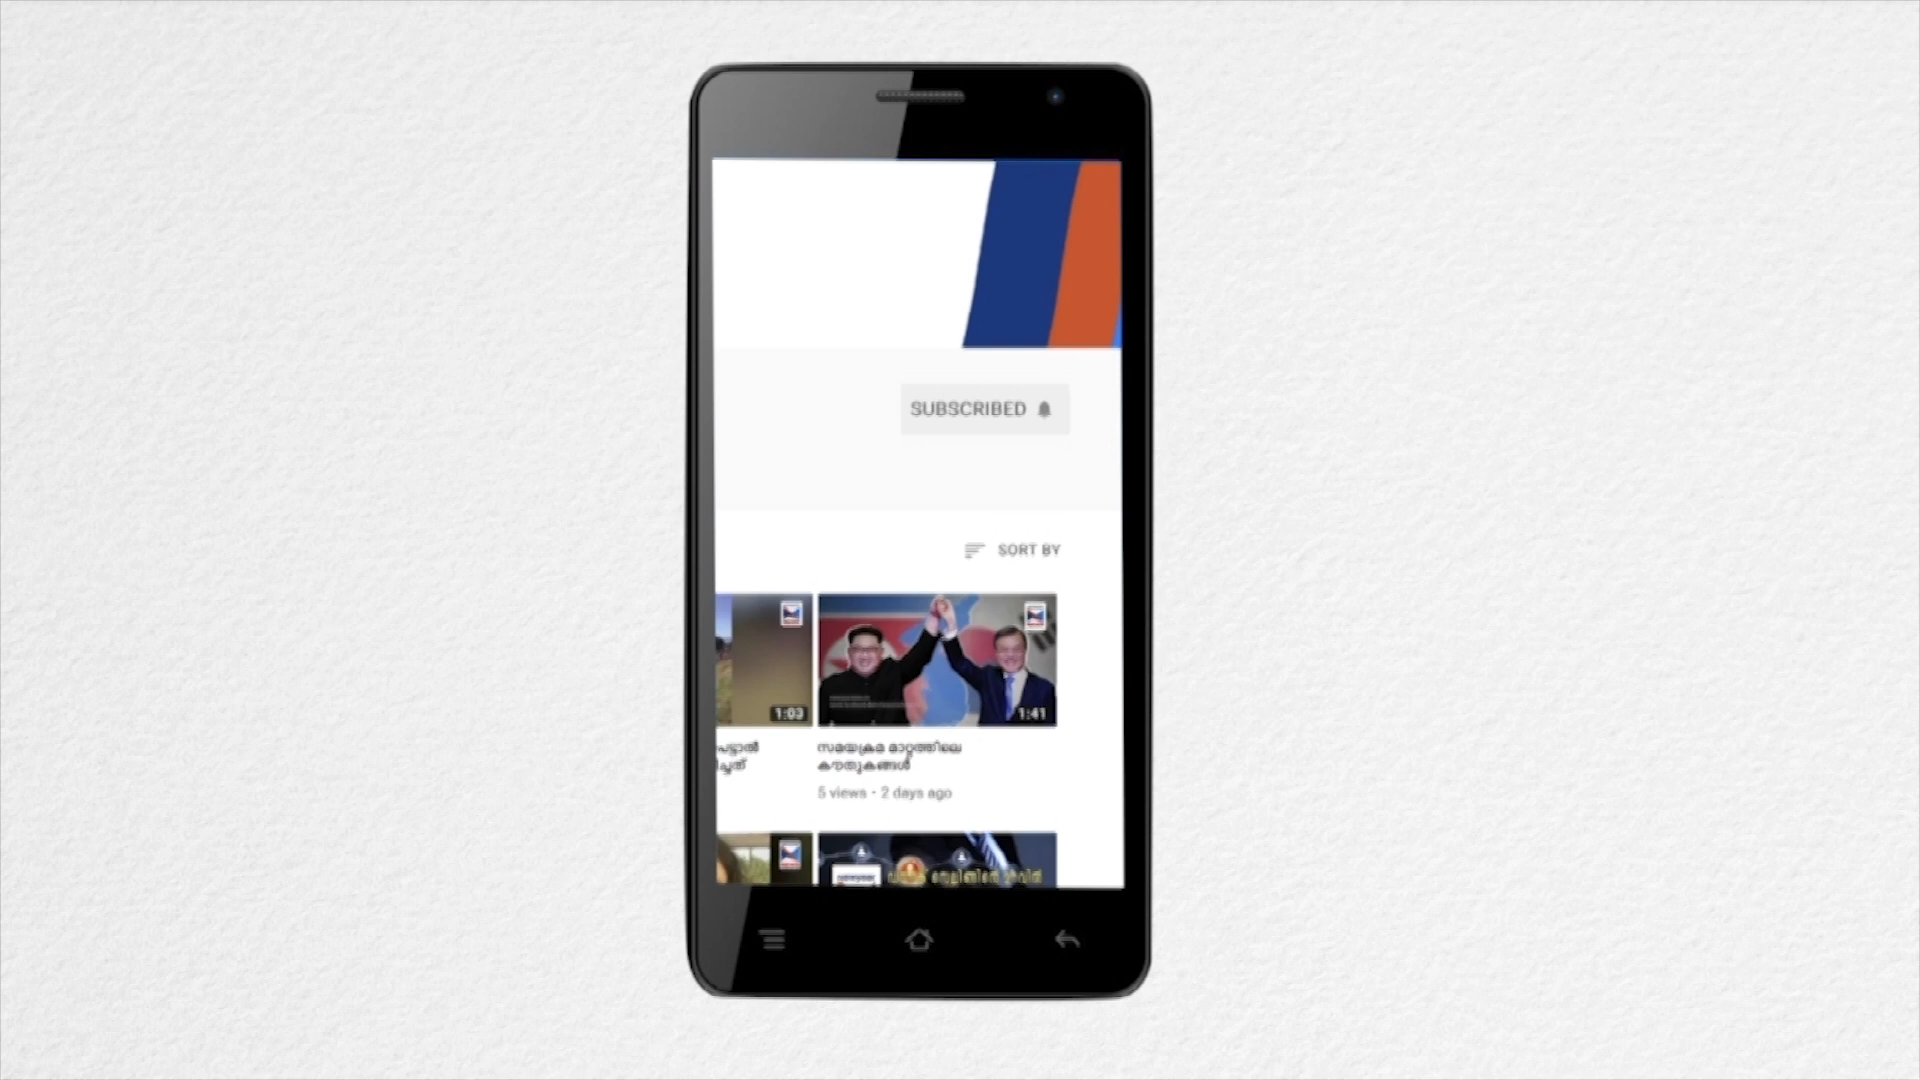 SUBSCRIBED
SORT BY
1:03
1:41
പെട്ടാൽ
സമയക്രമ മാറ്റത്തിലെ
കൗതുകങ്ങൾ
5 views • 2 days ago